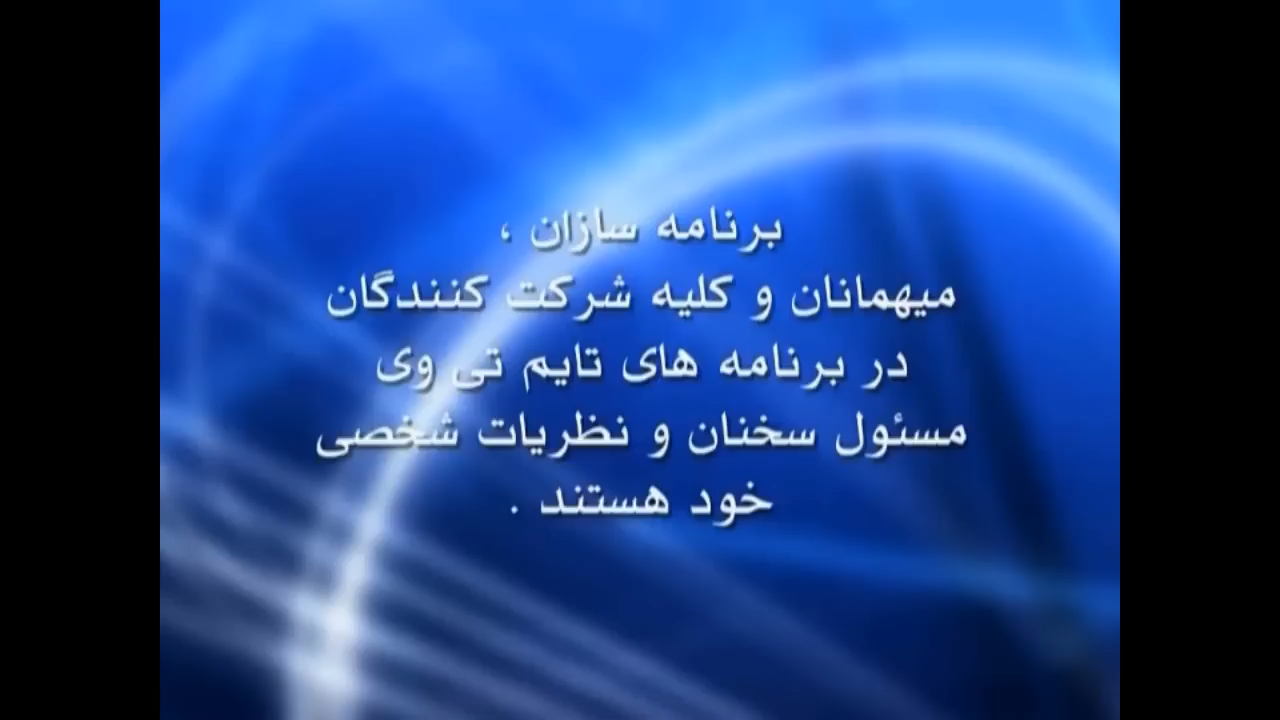 برنامه سازان ،
میهمانان و کلیه شرکت کنندگان
در برنامه های تایم تی وی
مسئول سخنان و نظریات شخصی
خود هستند .